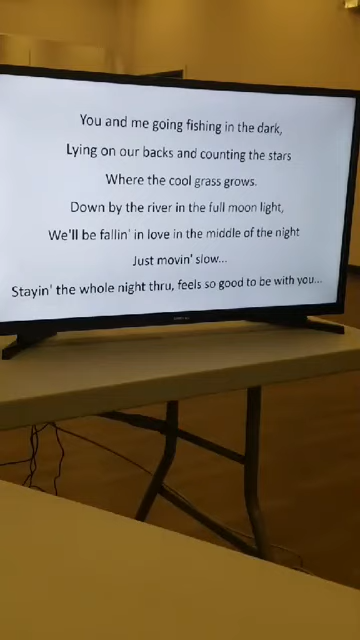 You and me going fishing in the dark,
Lying on our backs and counting the stars
Where the cool grass grows.
Down by the river in the full moon light,
We'll be fallin' in love in the middle of the night
Just movin' slow...
Stayin' the whole night thru, feels so good to be with you...